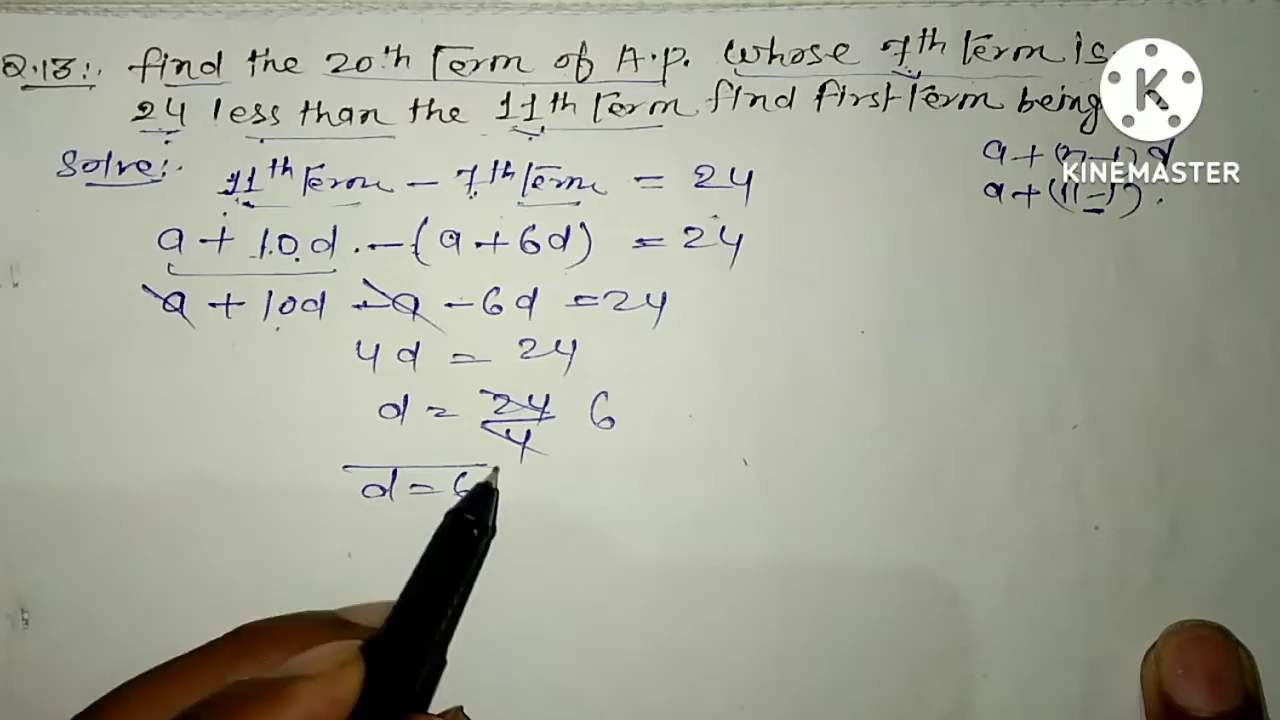 Q.13:. find the 20th Term of A.P. whose 7th Term is
24 less than the 11th Term find first Term being
Solve:. 11th Term - 7th Term = 24
a + 10d - (a + 6d) = 24
a + 10d - a - 6d = 24
4d = 24
d = 24/4 6
d = 6
a + (n-1)d
a + (11-1).
K
KINEMASTER